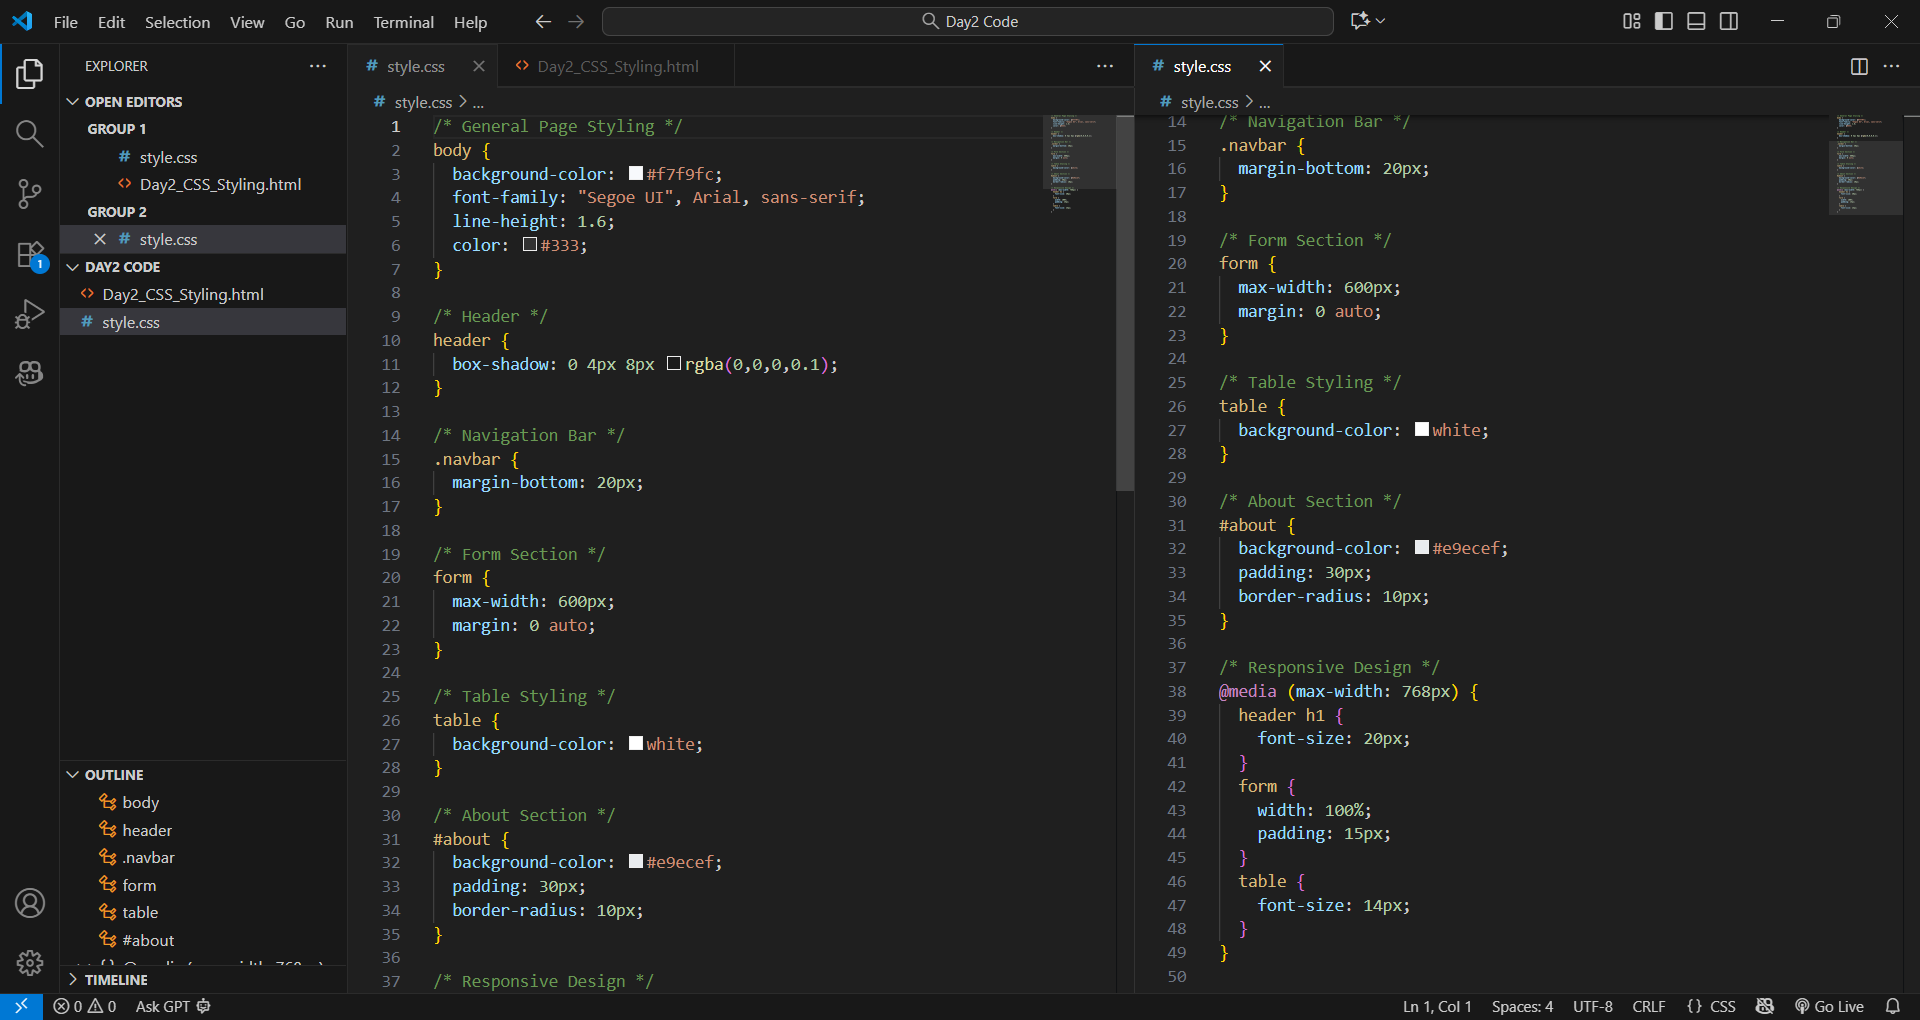 File Edit Selection View Go Run Terminal Help
Day2 Code
EXPLORER
OPEN EDITORS
GROUP 1
# style.css
<> Day2_CSS_Styling.html
GROUP 2
# style.css
DAY2 CODE
<> Day2_CSS_Styling.html
# style.css
OUTLINE
body
header
.navbar
form
table
#about
TIMELINE
# style.css
<> Day2_CSS_Styling.html
# style.css > ...
1 /* General Page Styling */
2 body {
3 background-color: #f7f9fc;
4 font-family: "Segoe UI", Arial, sans-serif;
5 line-height: 1.6;
6 color: #333;
7 }
8
9 /* Header */
10 header {
11 box-shadow: 0 4px 8px rgba(0,0,0,0.1);
12 }
13
14 /* Navigation Bar */
15 .navbar {
16 margin-bottom: 20px;
17 }
18
19 /* Form Section */
20 form {
21 max-width: 600px;
22 margin: 0 auto;
23 }
24
25 /* Table Styling */
26 table {
27 background-color: white;
28 }
29
30 /* About Section */
31 #about {
32 background-color: #e9ecef;
33 padding: 30px;
34 border-radius: 10px;
35 }
36
37 /* Responsive Design */
# style.css
# style.css > ...
14 /* Navigation Bar */
15 .navbar {
16 margin-bottom: 20px;
17 }
18
19 /* Form Section */
20 form {
21 max-width: 600px;
22 margin: 0 auto;
23 }
24
25 /* Table Styling */
26 table {
27 background-color: white;
28 }
29
30 /* About Section */
31 #about {
32 background-color: #e9ecef;
33 padding: 30px;
34 border-radius: 10px;
35 }
36
37 /* Responsive Design */
38 @media (max-width: 768px) {
39 header h1 {
40 font-size: 20px;
41 }
42 form {
43 width: 100%;
44 padding: 15px;
45 }
46 table {
47 font-size: 14px;
48 }
49 }
50
1
0 0 Ask GPT
Ln 1, Col 1 Spaces: 4 UTF-8 CRLF {} CSS Go Live